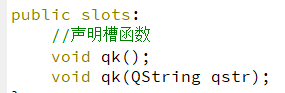 public slots:
//声明槽函数
void qk();
void qk(QString qstr);